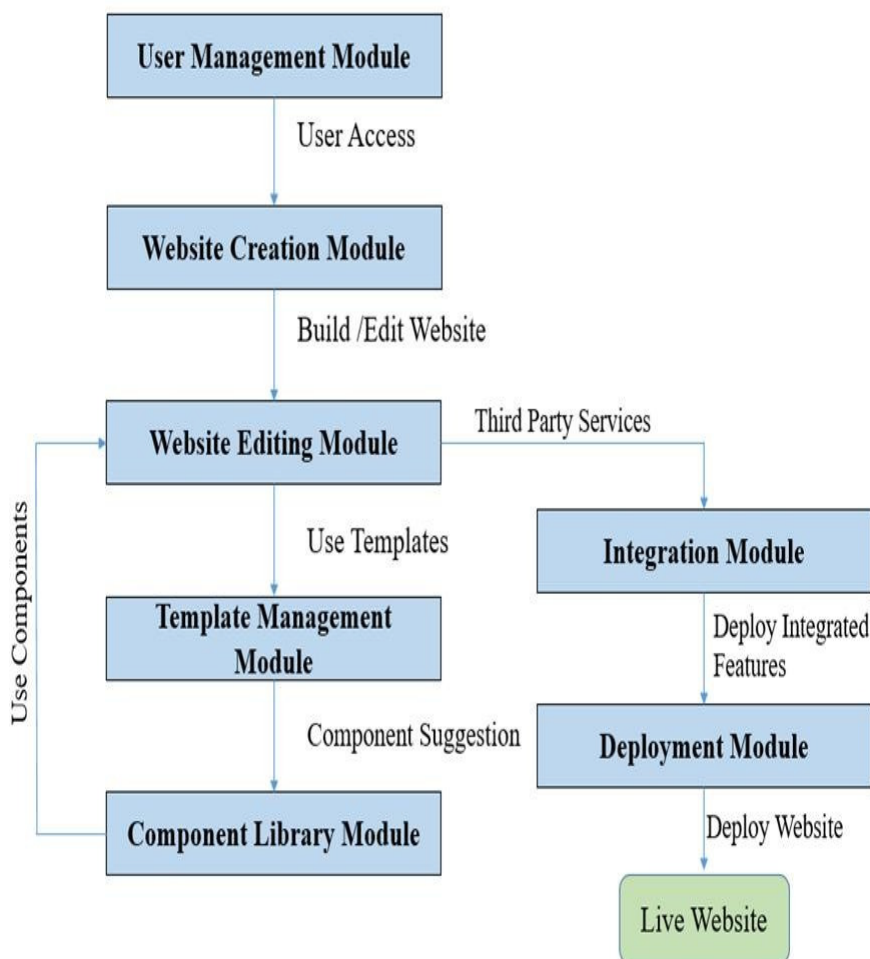 User Management Module
User Access
Website Creation Module
Build /Edit Website
Website Editing Module
Third Party Services
Use Templates
Integration Module
Template Management
Module
Deploy Integrated
Features
Use Components
Component Suggestion
Deployment Module
Component Library Module
Deploy Website
Live Website